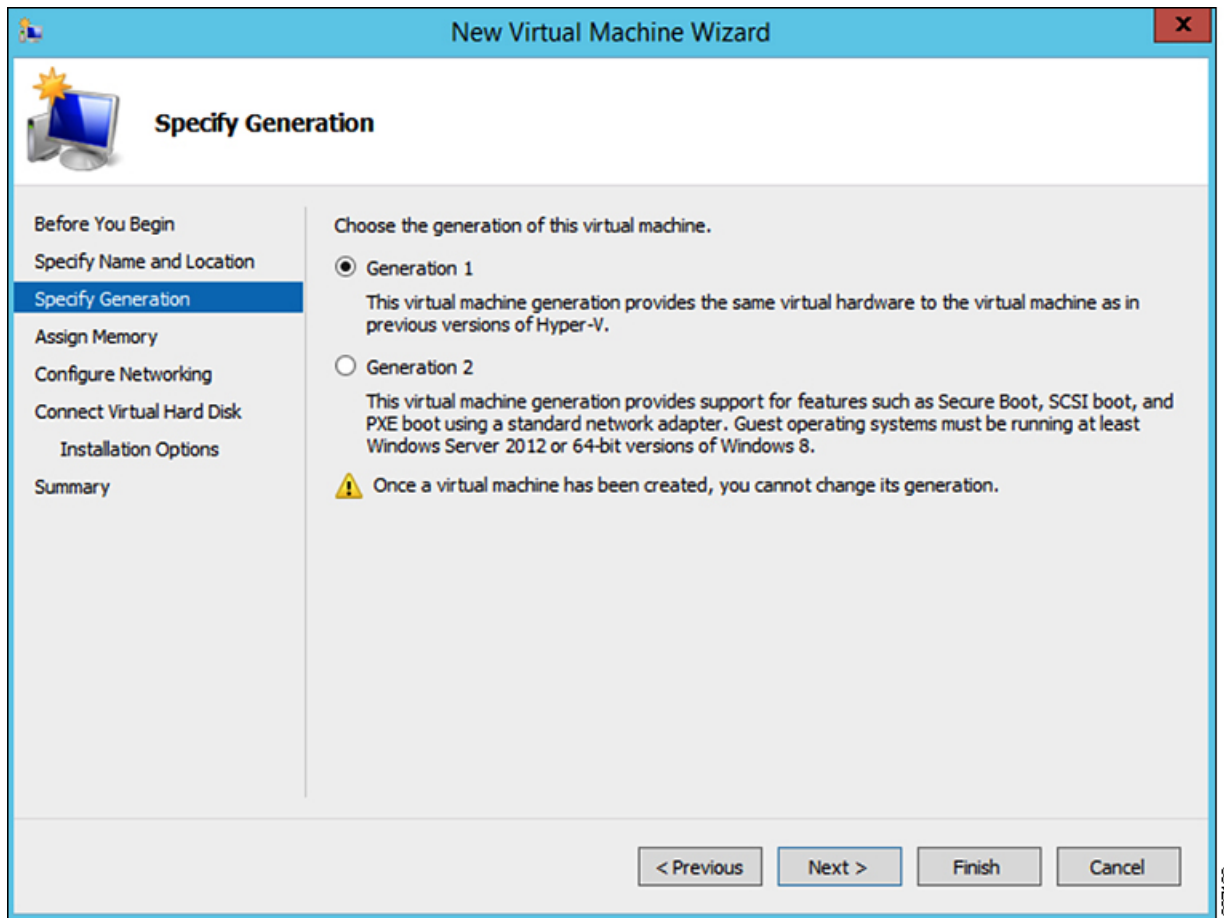 New Virtual Machine Wizard
x
Specify Generation
Before You Begin
Specify Name and Location
Specify Generation
Assign Memory
Configure Networking
Connect Virtual Hard Disk
Installation Options
Summary
Choose the generation of this virtual machine.
Generation 1
This virtual machine generation provides the same virtual hardware to the virtual machine as in
previous versions of Hyper-V.
Generation 2
This virtual machine generation provides support for features such as Secure Boot, SCSI boot, and
PXE boot using a standard network adapter. Guest operating systems must be running at least
Windows Server 2012 or 64-bit versions of Windows 8.
Once a virtual machine has been created, you cannot change its generation.
< Previous
Next >
Finish
Cancel